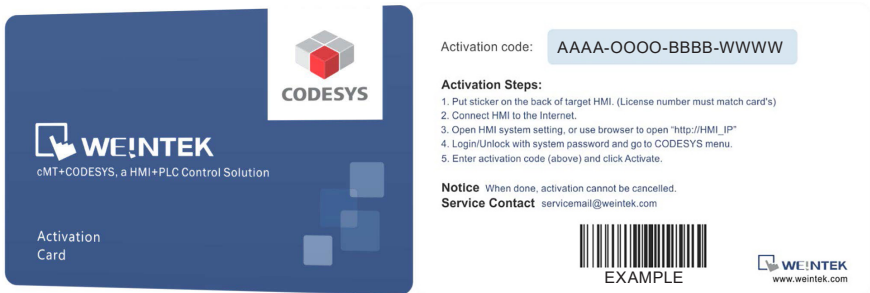 CODESYS
WEINTEK
cMT+CODESYS, a HMI+PLC Control Solution
Activation
Card
Activation code: AAAA-OOOO-BBBB-WWWW
Activation Steps:
1. Put sticker on the back of target HMI. (License number must match card's)
2. Connect HMI to the Internet.
3. Open HMI system setting, or use browser to open “http://HMI_IP”
4. Login/Unlock with system password and go to CODESYS menu.
5. Enter activation code (above) and click Activate.
Notice When done, activation cannot be cancelled.
Service Contact servicemail@weintek.com
EXAMPLE
WEINTEK
www.weintek.com